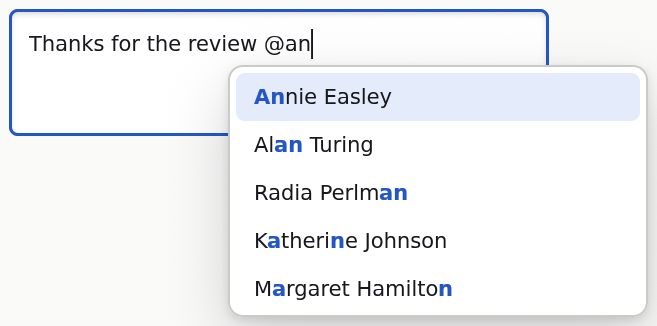 Thanks for the review @an
Annie Easley
Alan Turing
Radia Perlman
Katherine Johnson
Margaret Hamilton